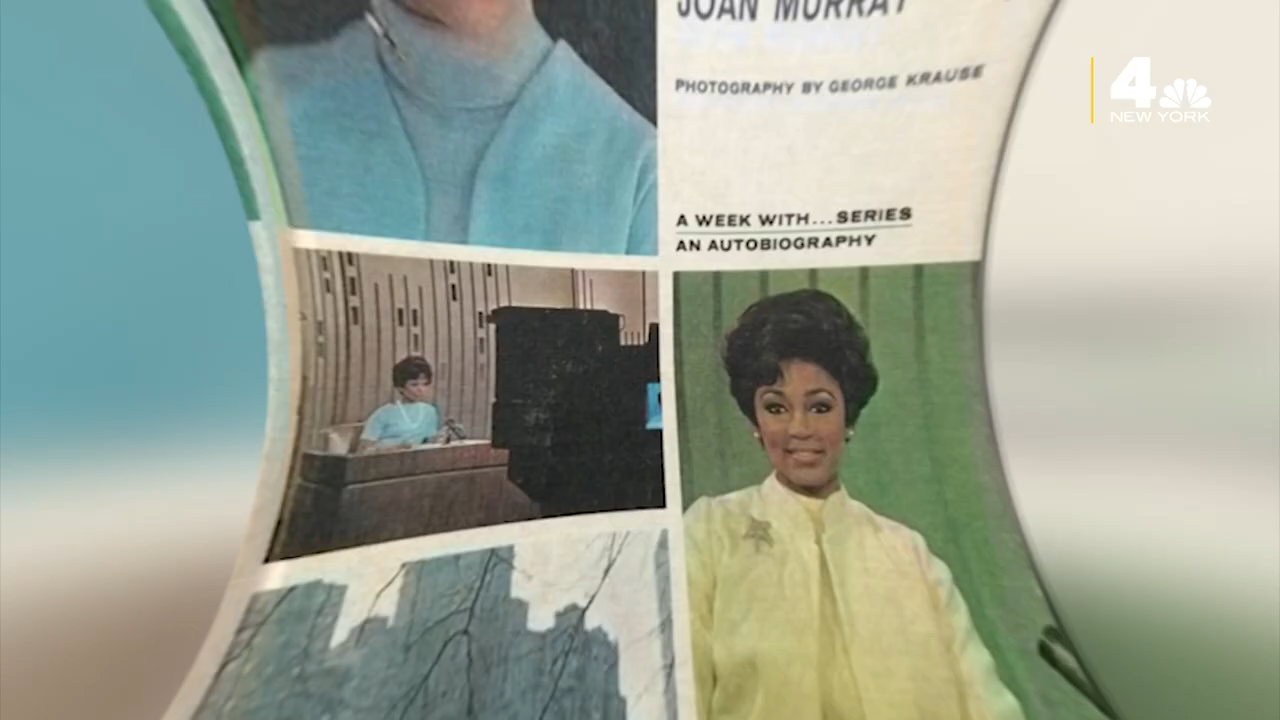 JOAN MURRAY
PHOTOGRAPHY BY GEORGE KRAUSE
4
NEW YORK
A WEEK WITH...SERIES
AN AUTOBIOGRAPHY